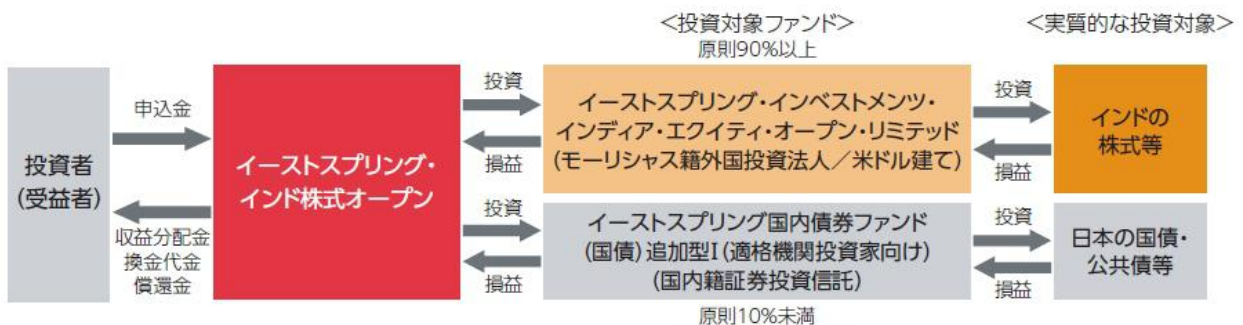 <投資対象ファンド>
原則90%以上
<実質的な投資対象>
投資者
(受益者)
申込金
収益分配金
換金代金
償還金
イーストスプリング・
インド株式オープン
投資
損益
イーストスプリング・インベストメンツ・
インディア・エクイティ・オープン・リミテッド
(モーリシャス籍外国投資法人/米ドル建て)
投資
損益
インドの
株式等
投資
損益
イーストスプリング国内債券ファンド
(国債)追加型I(適格機関投資家向け)
(国内籍証券投資信託)
投資
損益
日本の国債・
公共債等
原則10%未満